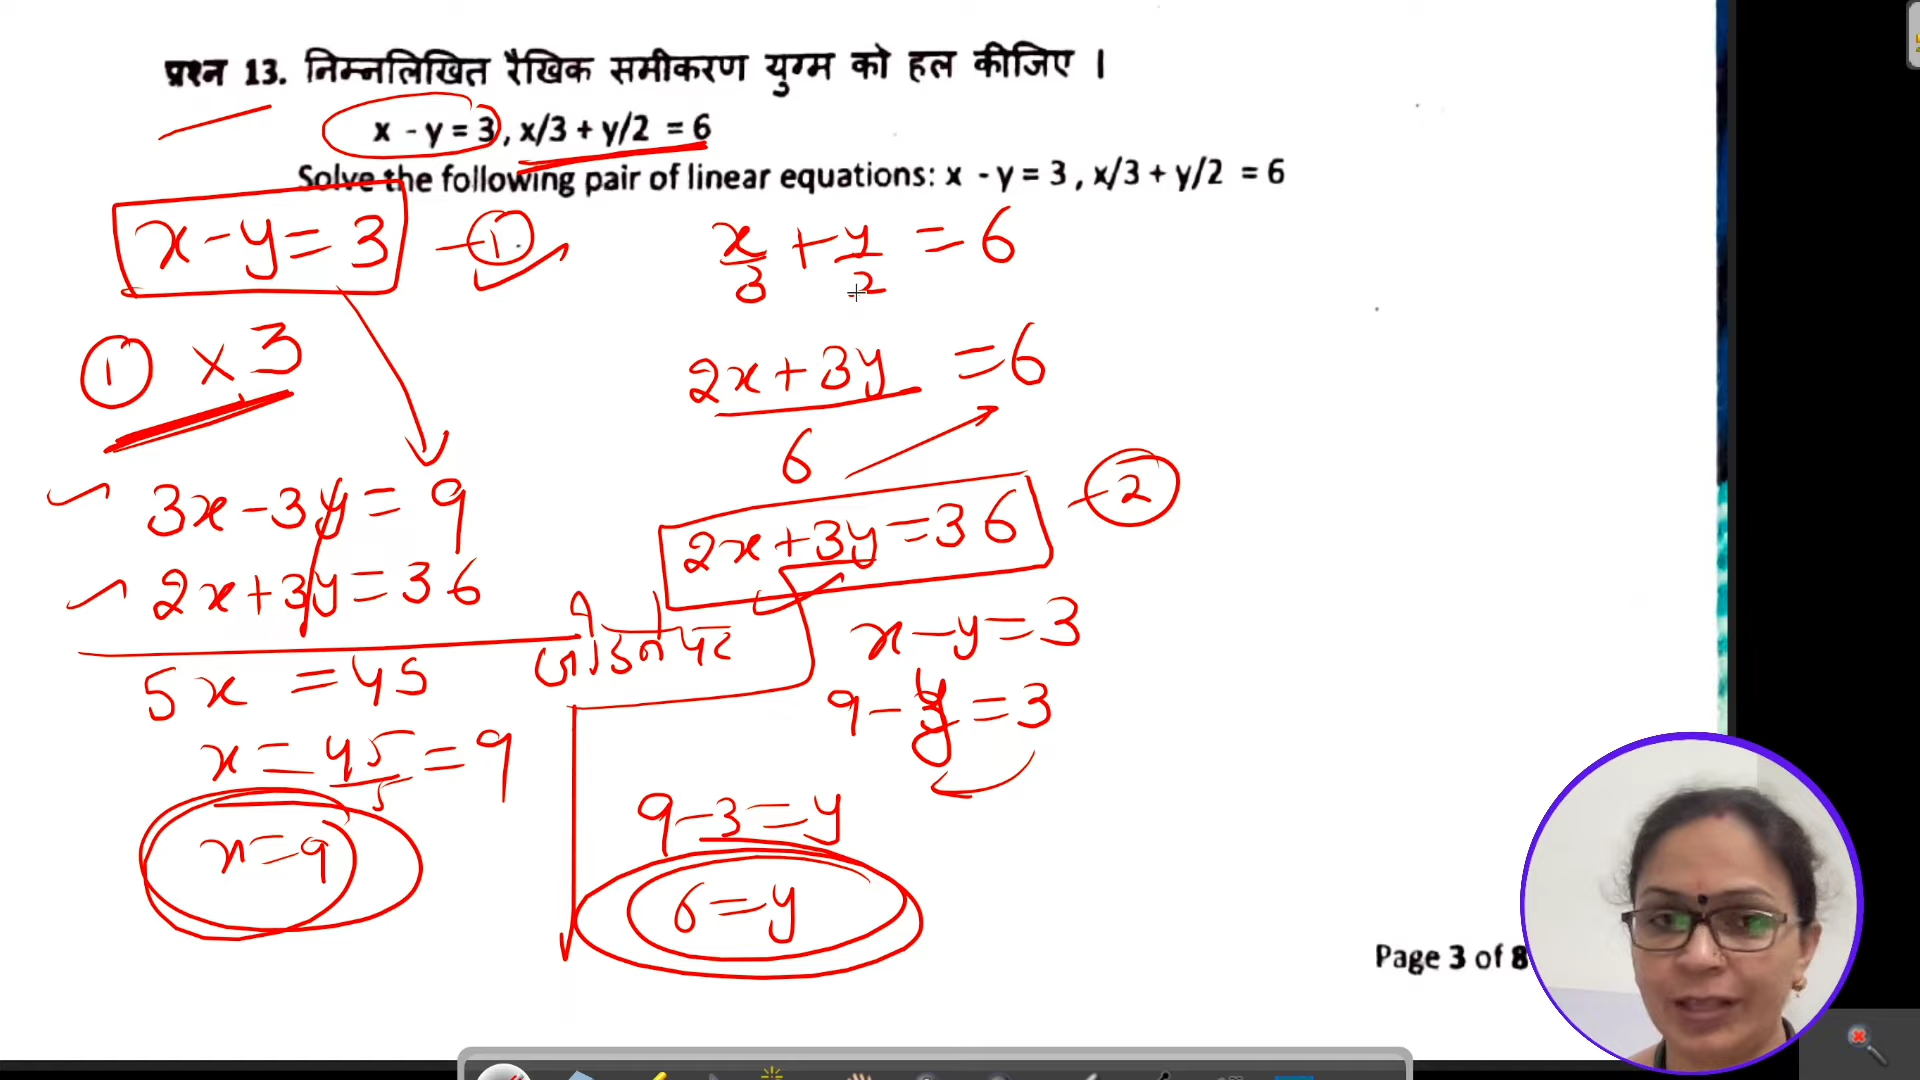 प्रश्न 13. निम्नलिखित रैखिक समीकरण युग्म को हल कीजिए ।
x - y = 3 , x/3 + y/2 = 6
Solve the following pair of linear equations: x - y = 3 , x/3 + y/2 = 6
x - y = 3 - ①
① × 3
3x - 3y = 9
2x + 3y = 36
जोडने पर
5x = 45
x = 45/5 = 9
x = 9
x/3 + y/2 = 6
2x + 3y / 6 = 6
2x + 3y = 36 - ②
x - y = 3
9 - y = 3
9 - 3 = y
6 = y
Page 3 of 8